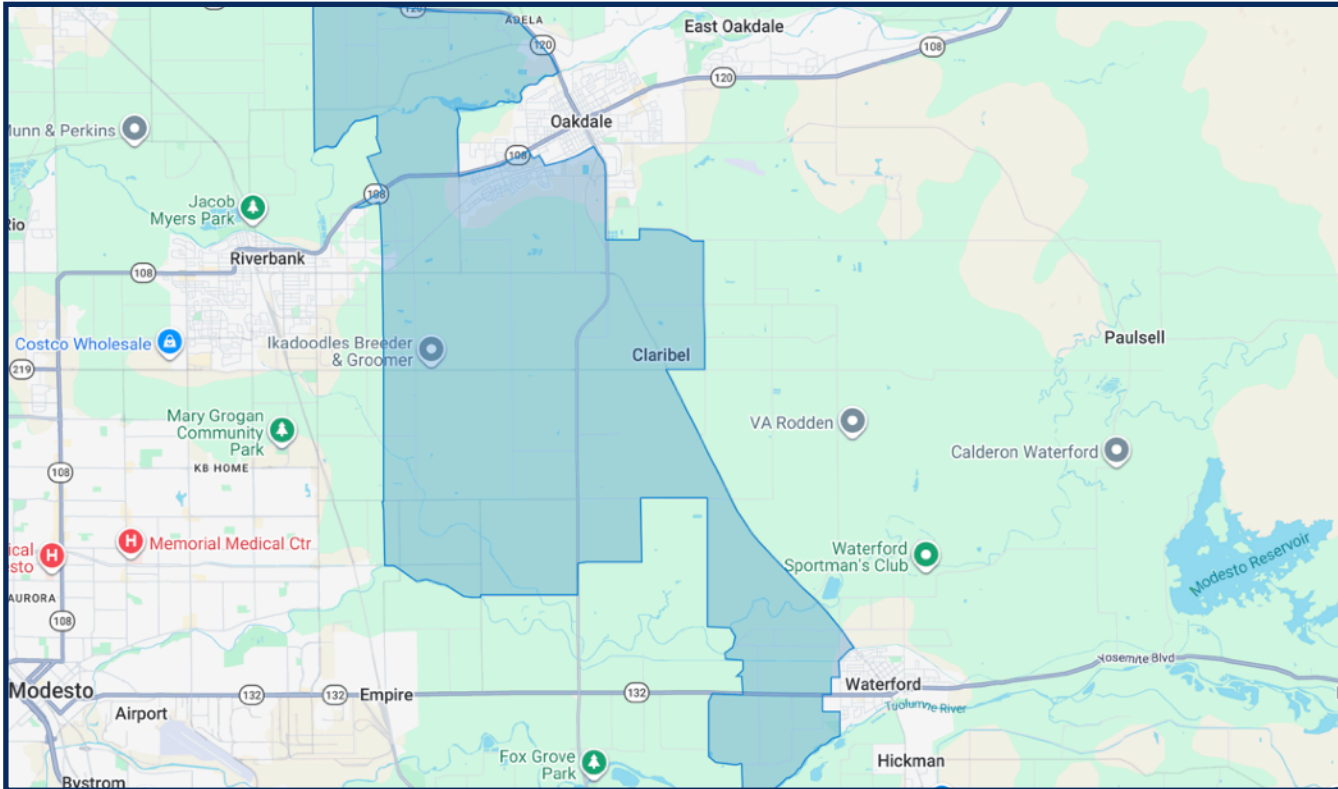 120
ADELA
East Oakdale
120
108
120
Munn & Perkins
Oakdale
108
108
Jacob
Myers Park
Rio
Riverbank
108
Costco Wholesale
Ikadoodles Breeder
& Groomer
Claribel
Paulsell
219
Mary Grogan
Community
Park
KB HOME
VA Rodden
Calderon Waterford
108
Memorial Medical Ctr
Waterford
Sportman's Club
Modesto Reservoir
AURORA
108
Yosemite Blvd
Modesto
132
132
Empire
132
Waterford
Airport
Tuolumne River
Fox Grove
Park
Hickman
Bystrom